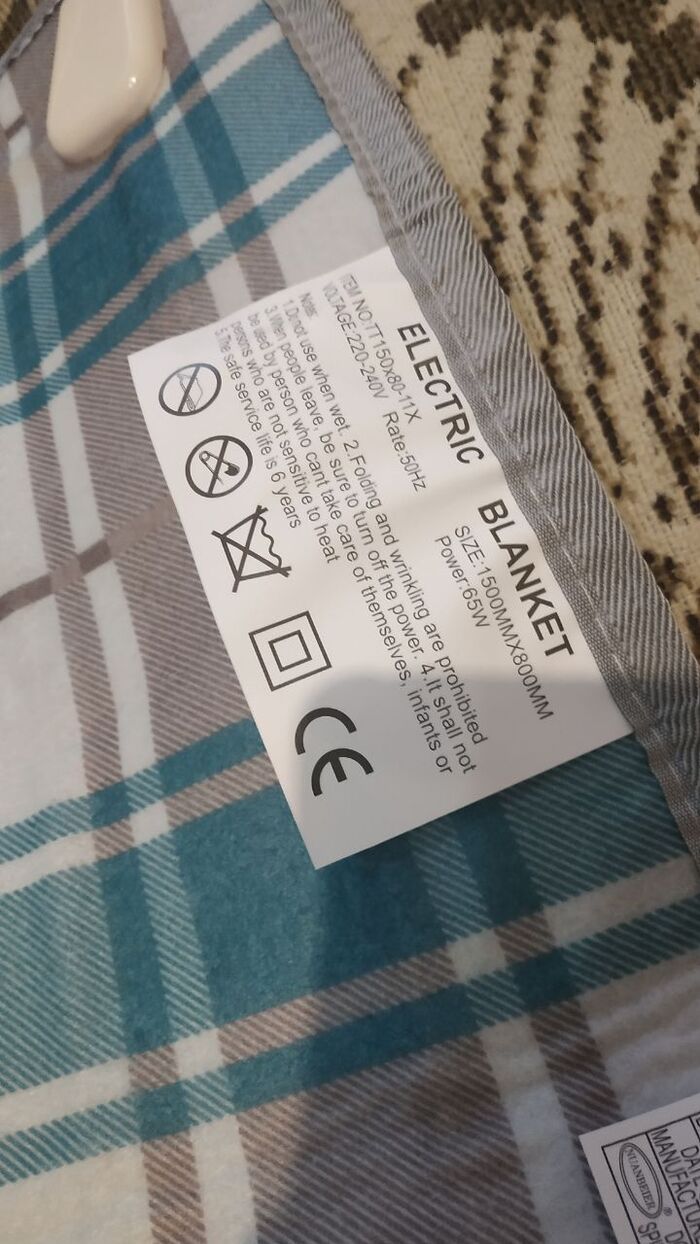 ELECTRIC BLANKET
ITEM NO.:TT150x80-11X SIZE:1500MMX800MM
VOLTAGE:220-240V Rate:50Hz Power:65W
Note:
1.Donot use when wet. 2.Folding and wrinkling are prohibited
3.When people leave, be sure to turn off the power. 4.It shall not
be used by person who cant take care of themselves, infants or
persons who are not sensitive to heat
5.The safe service life is 6 years
CE
MANUFACTU
NUANBEIER®